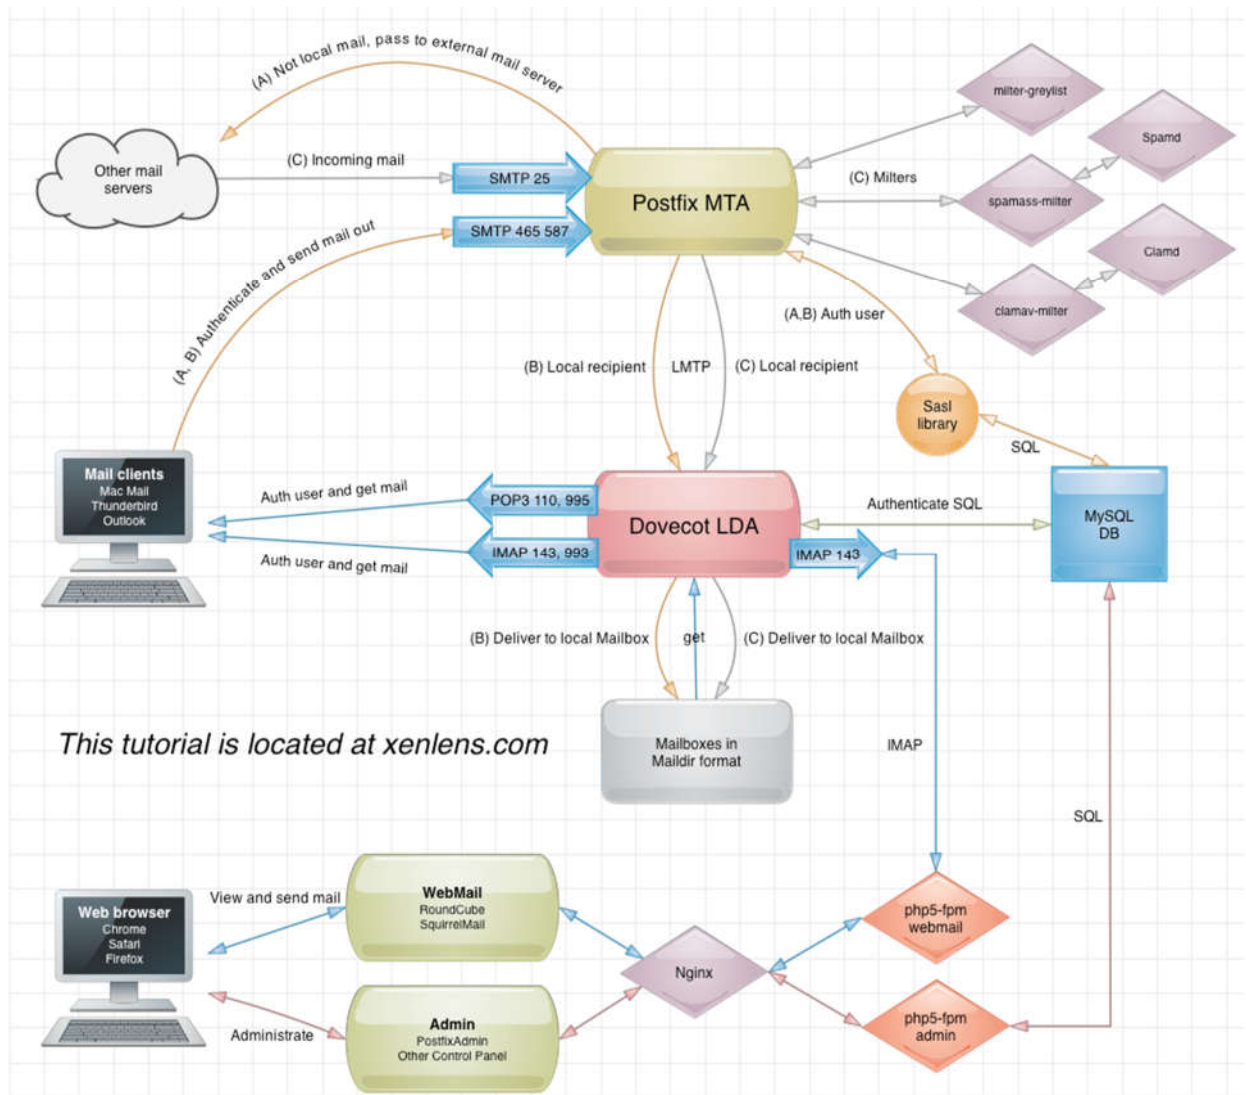 (A) Not local mail, pass to external mail server
milter-greylist
Spamd
Other mail
servers
(C) Incoming mail
SMTP 25
Postfix MTA
(C) Milters
spamass-milter
SMTP 465 587
(A, B) Authenticate and send mail out
Clamd
clamav-milter
(A,B) Auth user
(B) Local recipient
LMTP
(C) Local recipient
Sasl
library
SQL
Mail clients
Mac Mail
Thunderbird
Outlook
Auth user and get mail
POP3 110, 995
Dovecot LDA
Authenticate SQL
MySQL
DB
Auth user and get mail
IMAP 143, 993
IMAP 143
(B) Deliver to local Mailbox
get
(C) Deliver to local Mailbox
This tutorial is located at xenlens.com
Mailboxes in
Maildir format
IMAP
SQL
Web browser
Chrome
Safari
Firefox
View and send mail
WebMail
RoundCube
SquirrelMail
php5-fpm
webmail
Nginx
Administrate
Admin
PostfixAdmin
Other Control Panel
php5-fpm
admin